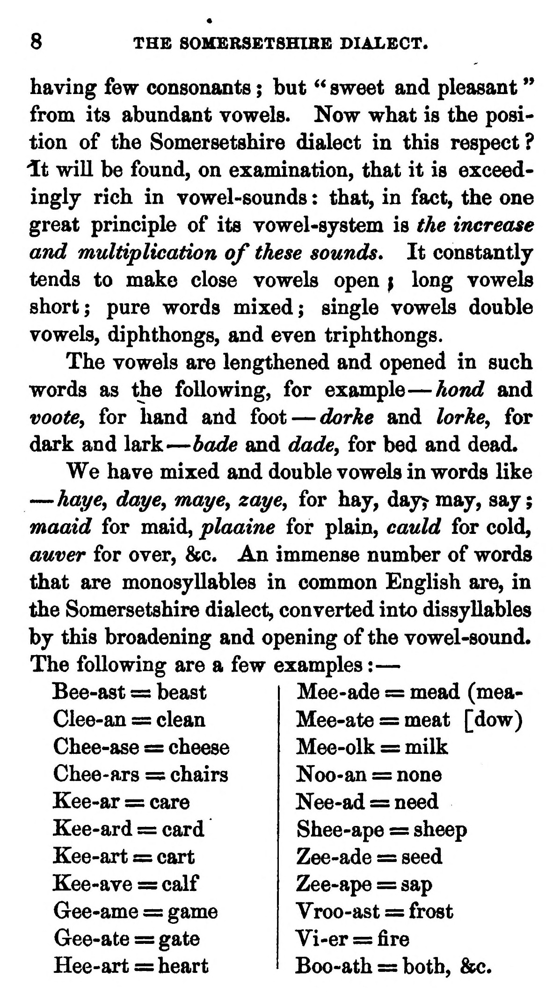 8 THE SOMERSETSHIRE DIALECT.
having few consonants; but “sweet and pleasant”
from its abundant vowels. Now what is the posi-
tion of the Somersetshire dialect in this respect?
It will be found, on examination, that it is exceed-
ingly rich in vowel-sounds: that, in fact, the one
great principle of its vowel-system is the increase
and multiplication of these sounds. It constantly
tends to make close vowels open; long vowels
short; pure words mixed; single vowels double
vowels, diphthongs, and even triphthongs.
The vowels are lengthened and opened in such
words as the following, for example—hond and
voote, for hand and foot—dorke and lorke, for
dark and lark—bade and dade, for bed and dead.
We have mixed and double vowels in words like
—haye, daye, maye, zaye, for hay, day, may, say;
maaid for maid, plaaine for plain, cauld for cold,
auver for over, &c. An immense number of words
that are monosyllables in common English are, in
the Somersetshire dialect, converted into dissyllables
by this broadening and opening of the vowel-sound.
The following are a few examples:—
Bee-ast = beast
Clee-an = clean
Chee-ase = cheese
Chee-ars = chairs
Kee-ar = care
Kee-ard = card
Kee-art = cart
Kee-ave = calf
Gee-ame = game
Gee-ate = gate
Hee-art = heart
Mee-ade = mead (mea-
Mee-ate = meat [dow)
Mee-olk = milk
Noo-an = none
Nee-ad = need
Shee-ape = sheep
Zee-ade = seed
Zee-ape = sap
Vroo-ast = frost
Vi-er = fire
Boo-ath = both, &c.